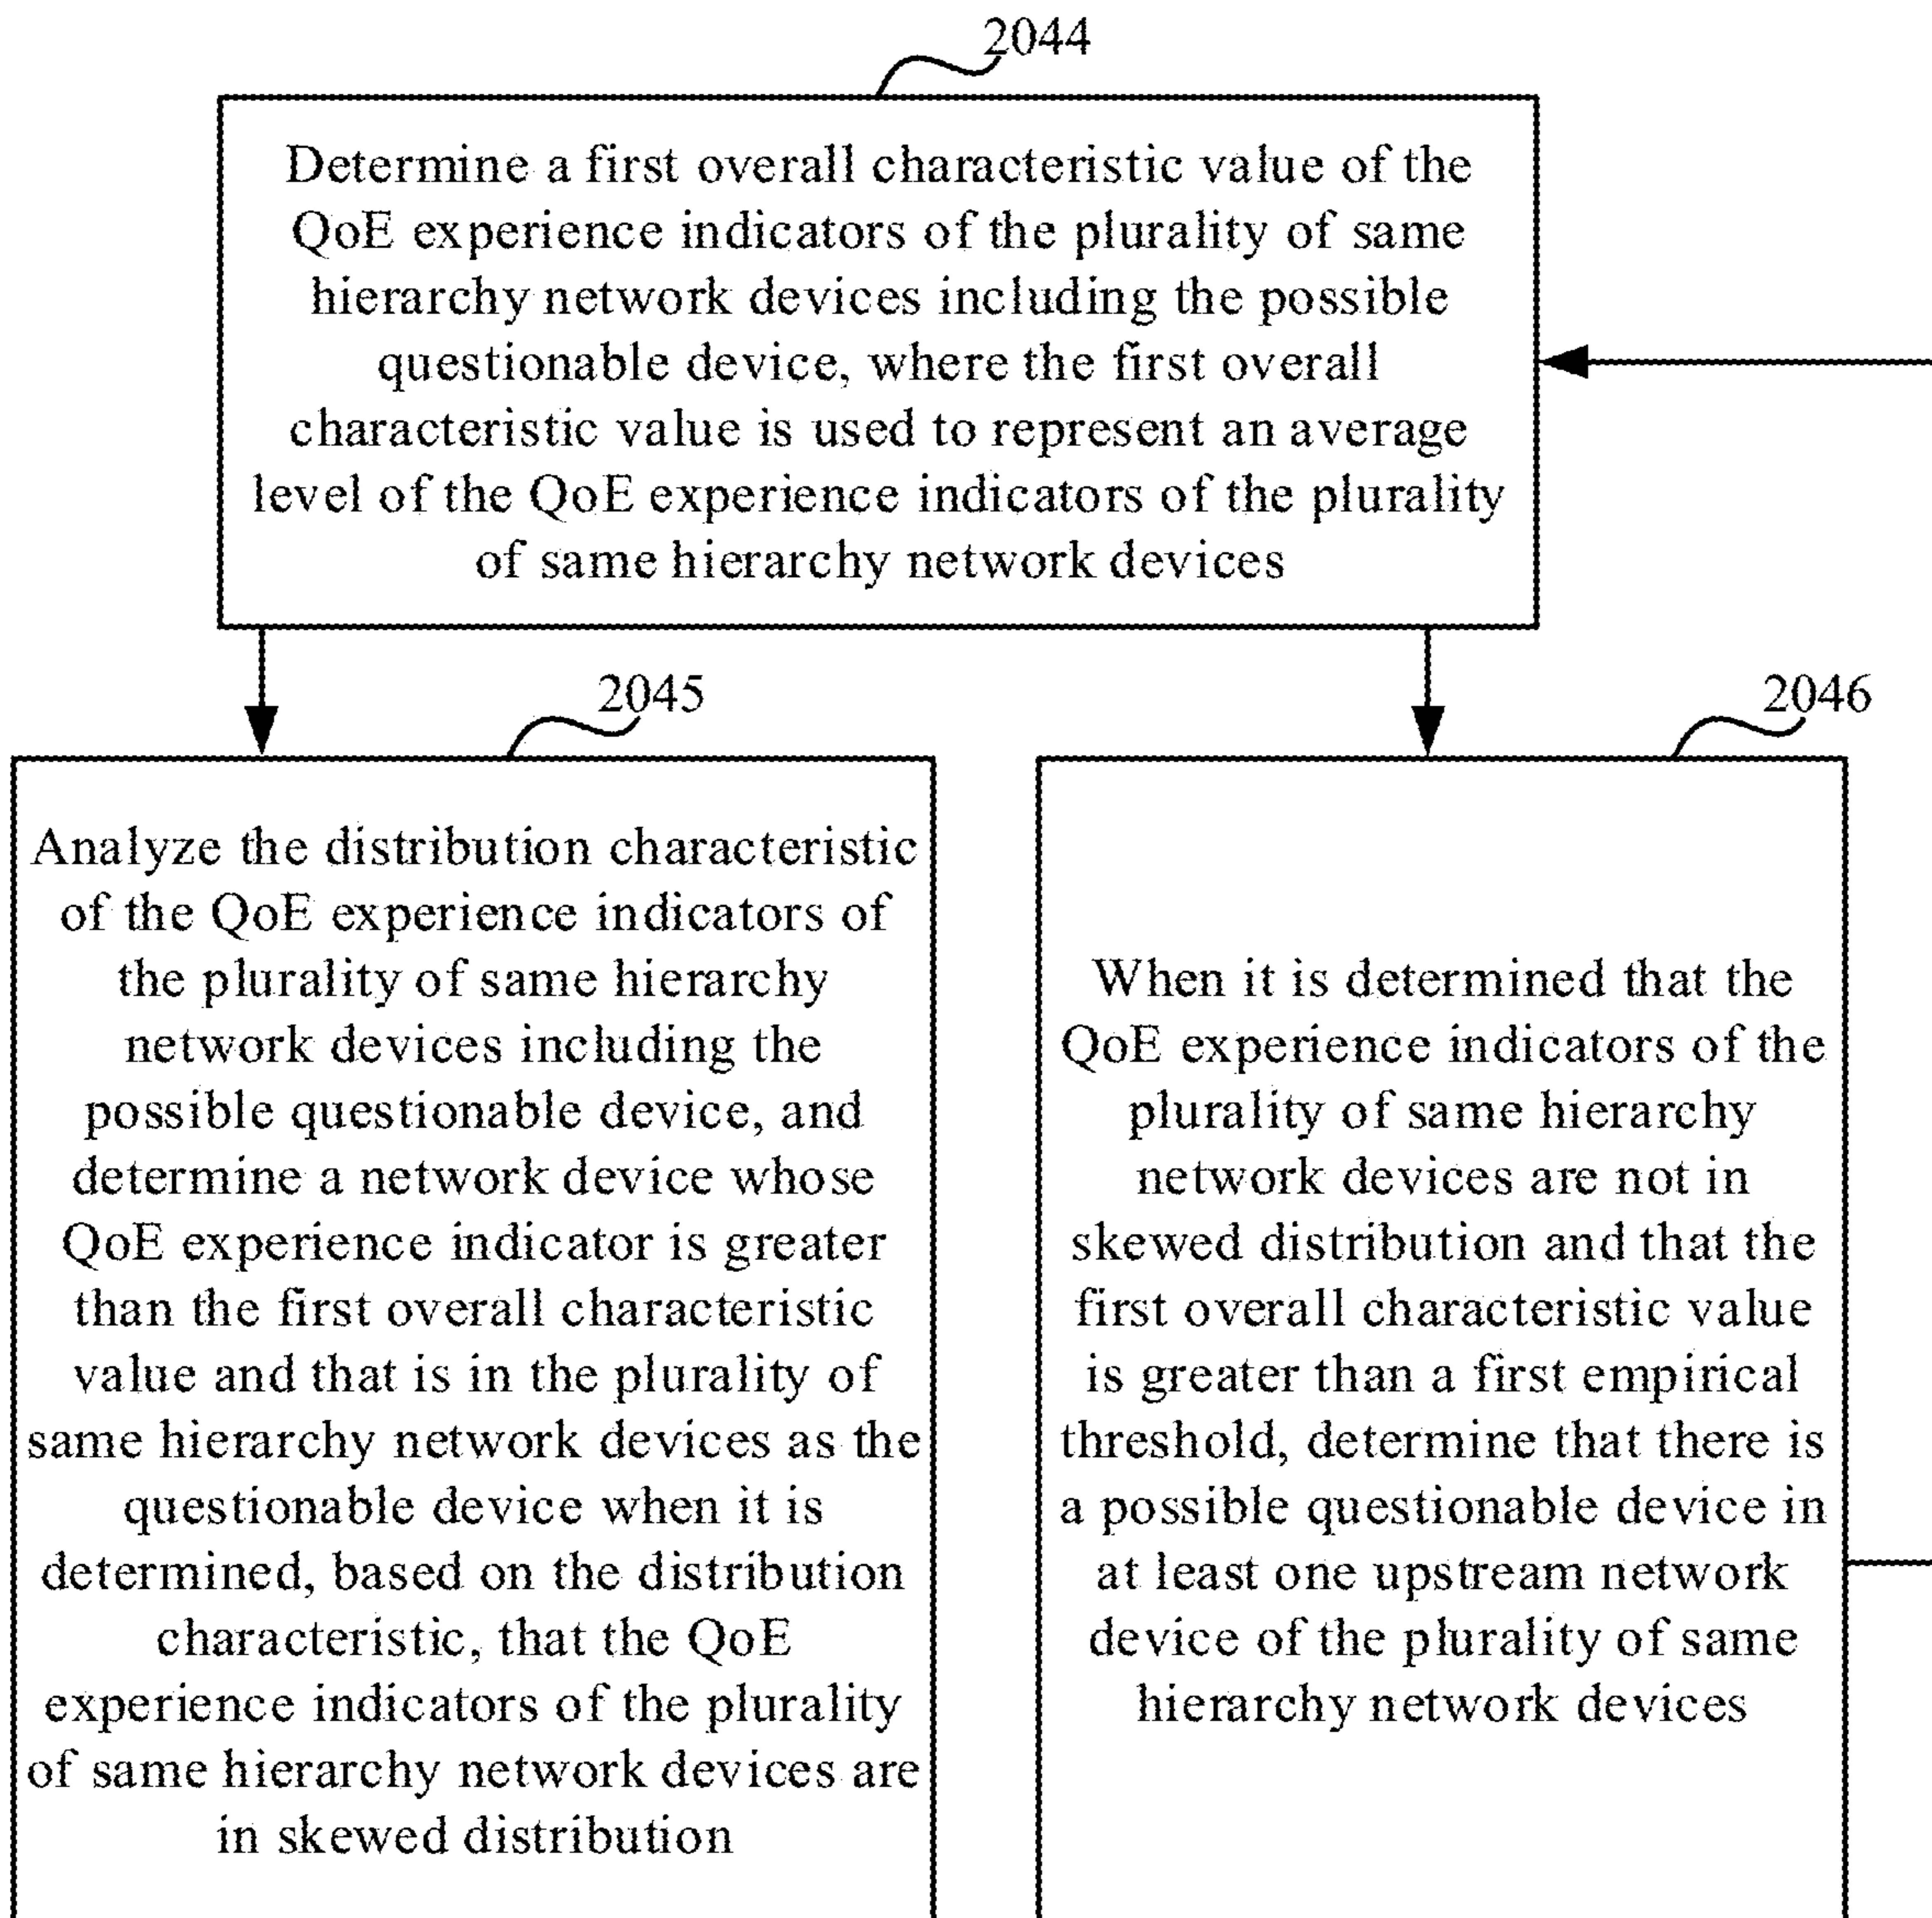 2044
Determine a first overall characteristic value of the
QoE experience indicators of the plurality of same
hierarchy network devices including the possible
questionable device, where the first overall
characteristic value is used to represent an average
level of the QoE experience indicators of the plurality
of same hierarchy network devices
2045
Analyze the distribution characteristic
of the QoE experience indicators of
the plurality of same hierarchy
network devices including the
possible questionable device, and
determine a network device whose
QoE experience indicator is greater
than the first overall characteristic
value and that is in the plurality of
same hierarchy network devices as the
questionable device when it is
determined, based on the distribution
characteristic, that the QoE
experience indicators of the plurality
of same hierarchy network devices are
in skewed distribution
2046
When it is determined that the
QoE experience indicators of the
plurality of same hierarchy
network devices are not in
skewed distribution and that the
first overall characteristic value
is greater than a first empirical
threshold, determine that there is
a possible questionable device in
at least one upstream network
device of the plurality of same
hierarchy network devices